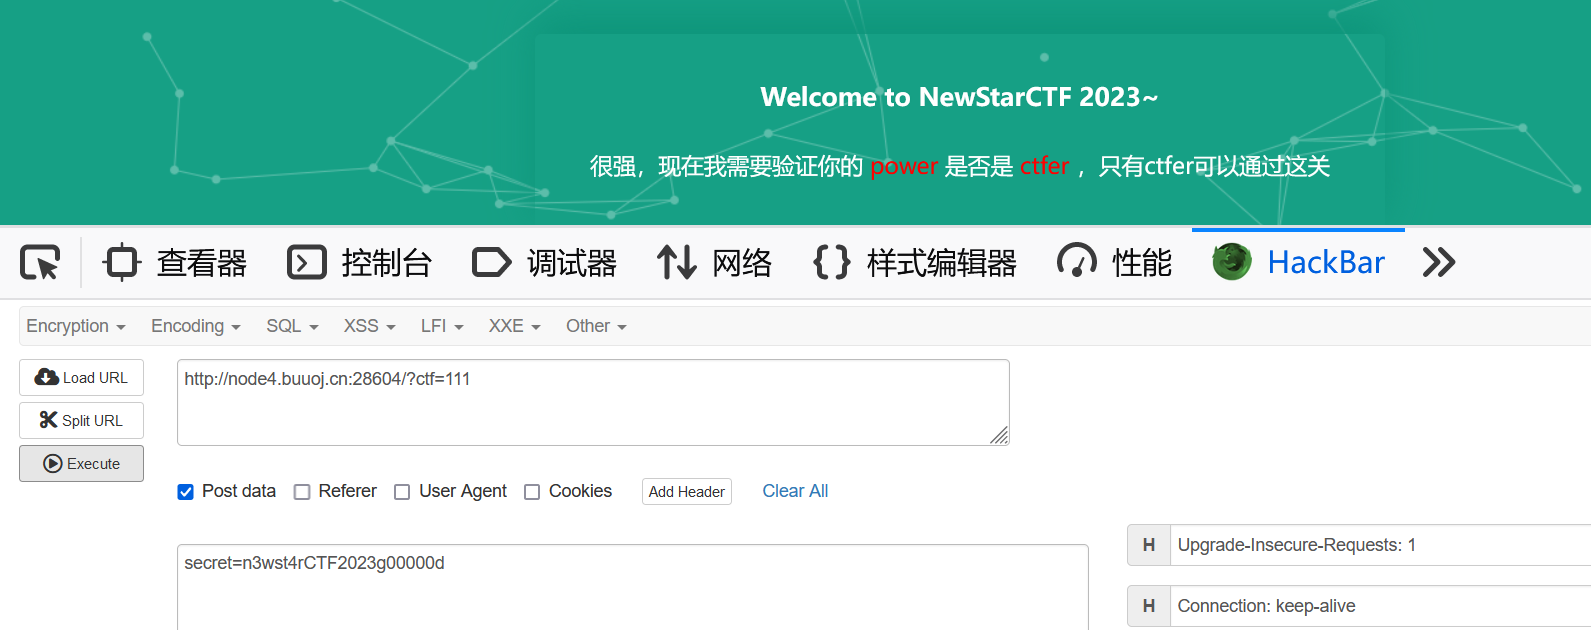 Welcome to NewStarCTF 2023~
很强，现在我需要验证你的 power 是否是 ctfer ，只有ctfer可以通过这关
查看器 控制台 调试器 网络 样式编辑器 性能 HackBar
Encryption Encoding SQL XSS LFI XXE Other
Load URL
http://node4.buuoj.cn:28604/?ctf=111
Split URL
Execute
Post data Referer User Agent Cookies Add Header Clear All
secret=n3wst4rCTF2023g00000d
H Upgrade-Insecure-Requests: 1
H Connection: keep-alive